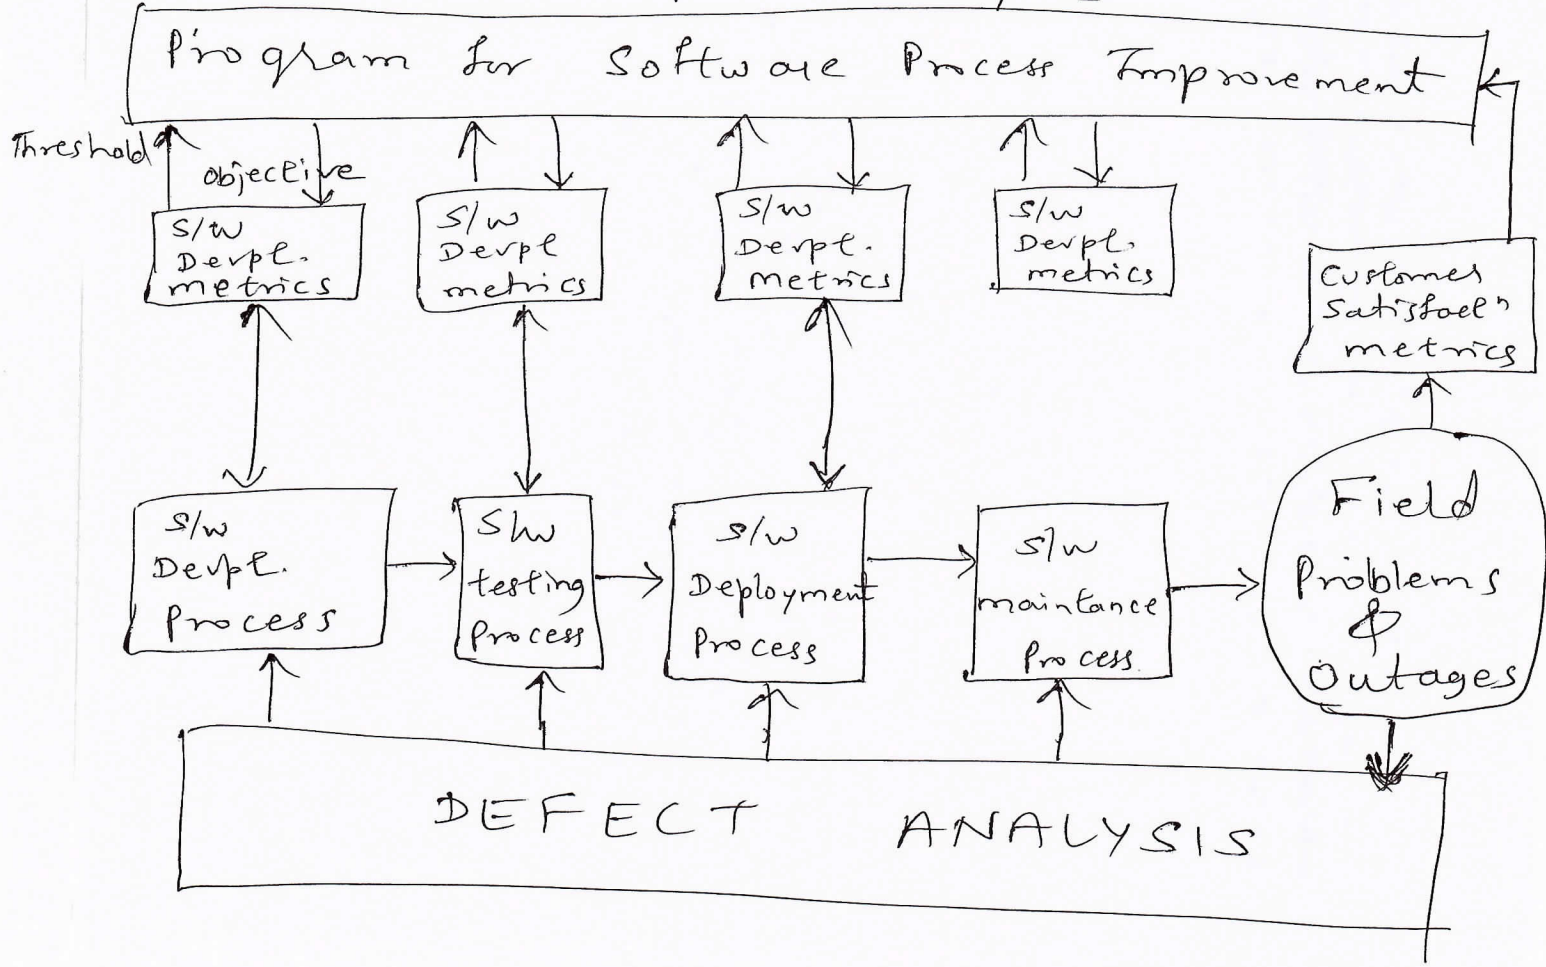 Program for Software Process Improvement
Threshold
objective
S/W
Devpt.
metrics
S/W
Devpt
metrics
S/W
Devpt.
metrics
S/W
Devpt.
metrics
Customer
Satisfactn
metrics
S/W
Devpt.
Process
S/W
testing
Process
S/W
Deployment
Process
S/W
maintance
Process
Field
Problems
&
Outages
DEFECT ANALYSIS